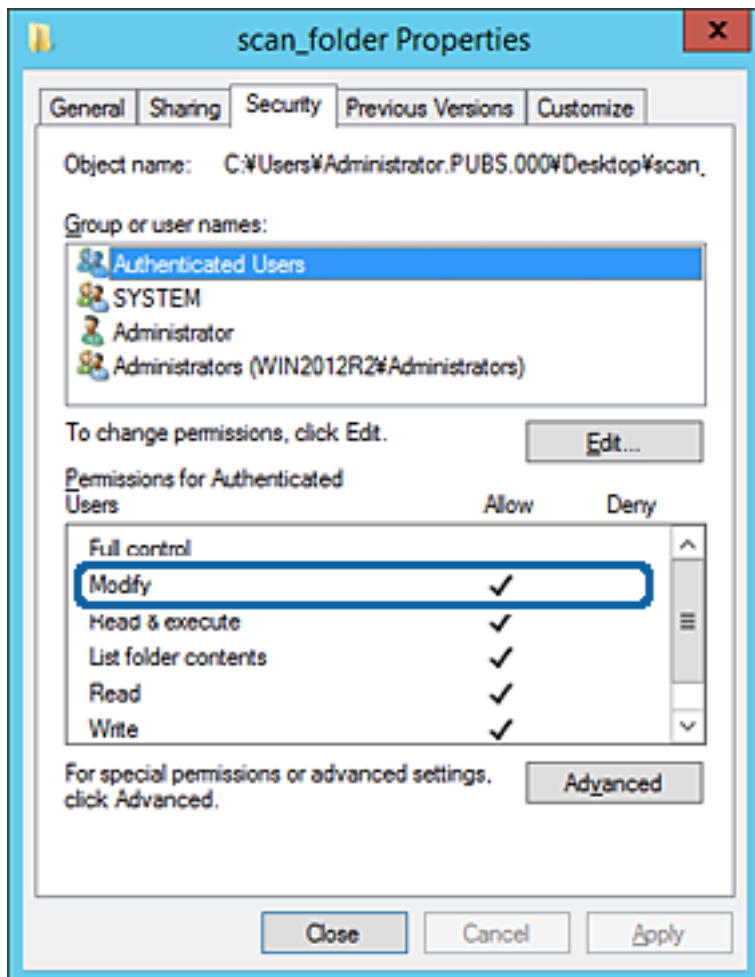 scan_folder Properties
General Sharing Security Previous Versions Customize
Object name: C:¥Users¥Administrator.PUBS.000¥Desktop¥scan_
Group or user names:
Authenticated Users
SYSTEM
Administrator
Administrators (WIN2012R2¥Administrators)
To change permissions, click Edit.
Edit...
Permissions for Authenticated
Users Allow Deny
Full control
Modify
Read & execute
List folder contents
Read
Write
For special permissions or advanced settings,
click Advanced.
Advanced
Close Cancel Apply